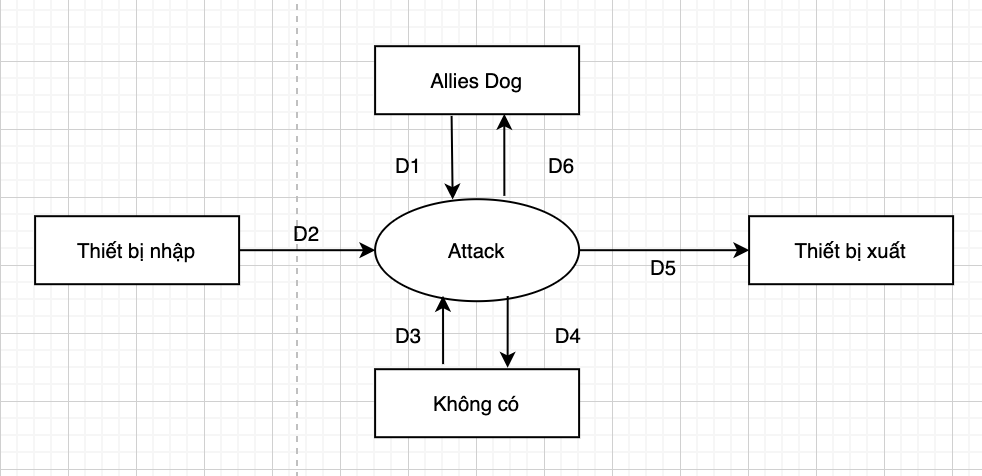 Allies Dog
D1
D6
Thiết bị nhập
D2
Attack
D5
Thiết bị xuất
D3
D4
Không có